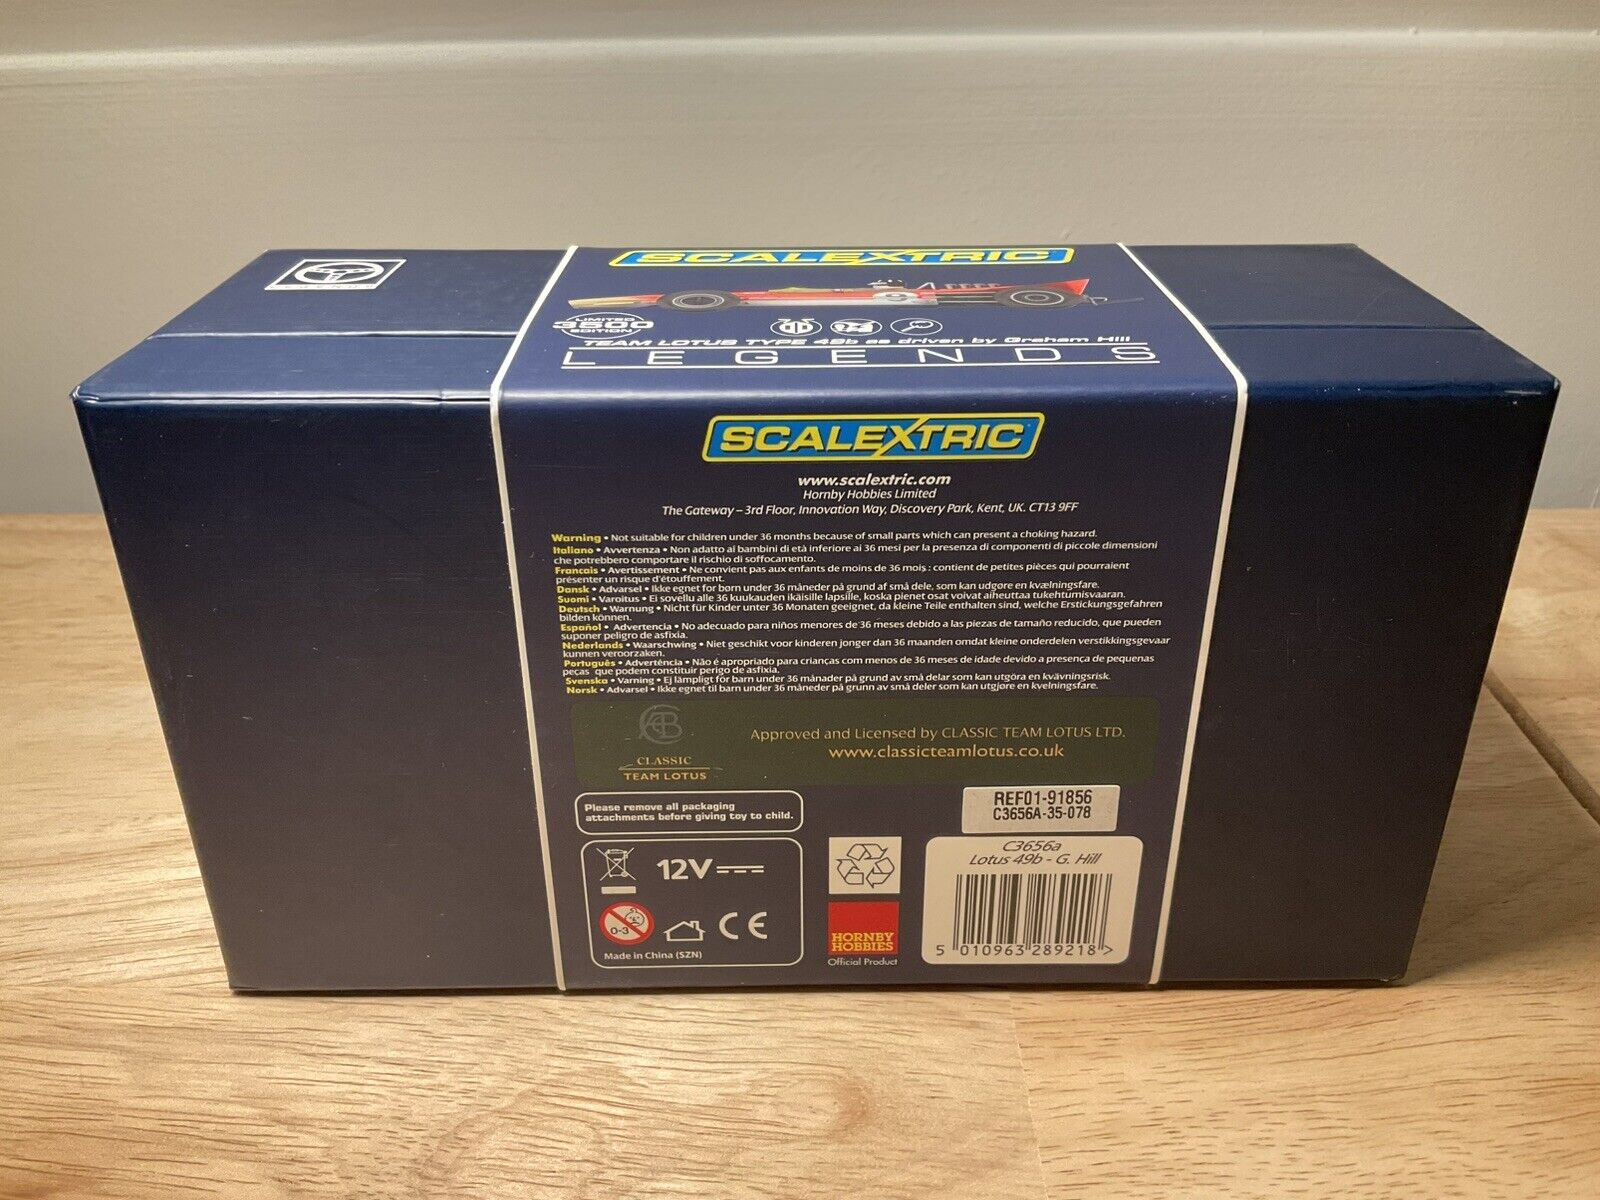 SCALEXTRIC
LIMITED
3500
EDITION
TEAM LOTUS TYPE 49b as driven by Graham Hill
LEGENDS
SCALEXTRIC
www.scalextric.com
Hornby Hobbies Limited
The Gateway – 3rd Floor, Innovation Way, Discovery Park, Kent, UK. CT13 9FF
Warning • Not suitable for children under 36 months because of small parts which can present a choking hazard.
Italiano • Avvertenza • Non adatto ai bambini di età inferiore ai 36 mesi per la presenza di componenti di piccole dimensioni
che potrebbero comportare il rischio di soffocamento.
Francais • Avertissement • Ne convient pas aux enfants de moins de 36 mois : contient de petites pièces qui pourraient
présenter un risque d'étouffement.
Dansk • Advarsel • Ikke egnet for born under 36 måneder på grund af små dele, som kan udgøre en kvælningsfare.
Suomi • Varoitus • Ei sovellu alle 36 kuukauden ikäisille lapsille, koska pienet osat voivat aiheuttaa tukehtumisvaaran.
Deutsch • Warnung • Nicht für Kinder unter 36 Monaten geeignet, da kleine Teile enthalten sind, welche Erstickungsgefahren
bilden können.
Español • Advertencia • No adecuado para niños menores de 36 meses debido a las piezas de tamaño reducido, que pueden
suponer peligro de asfixia.
Nederlands • Waarschwing • Niet geschikt voor kinderen jonger dan 36 maanden omdat kleine onderdelen verstikkingsgevaar
kunnen veroorzaken.
Português • Adverténcia • Não é apropriado para crianças com menos de 36 meses de idade devido a presença de pequenas
peças que podem constituir perigo de asfixia.
Svenska • Varning • Ej lämpligt för barn under 36 månader på grund av små delar som kan utgöra en kvävningsrisk.
Norsk • Advarsel • Ikke egnet til barn under 36 måneder på grunn av små deler som kan utgjøre en kvelningsfare.
CLASSIC
TEAM LOTUS
Approved and Licensed by CLASSIC TEAM LOTUS LTD.
www.classicteamlotus.co.uk
Please remove all packaging
attachments before giving toy to child.
REF01-91856
C3656A-35-078
12V
0-3
CE
Made in China (SZN)
HORNBY
HOBBIES
Official Product
C3656a
Lotus 49b - G. Hill
5 010963 289218 >